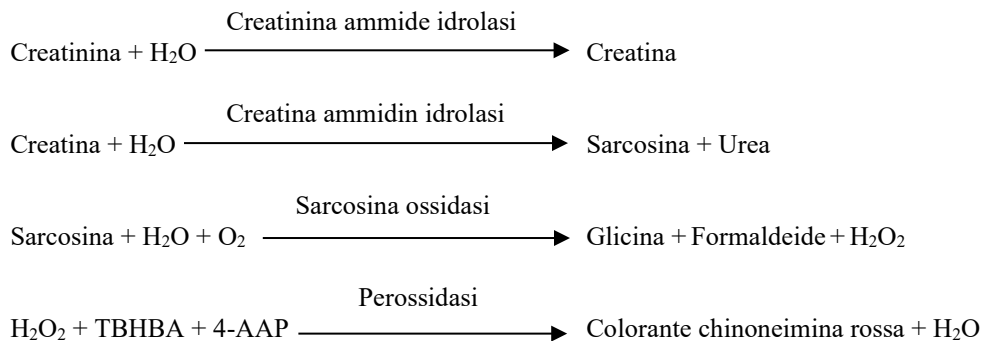 Creatinina ammide idrolasi
Creatinina + H₂O Creatina
Creatina ammidin idrolasi
Creatina + H₂O Sarcosina + Urea
Sarcosina ossidasi
Sarcosina + H₂O + O₂ Glicina + Formaldeide + H₂O₂
Perossidasi
H₂O₂ + TBHBA + 4-AAP Colorante chinoneimina rossa + H₂O